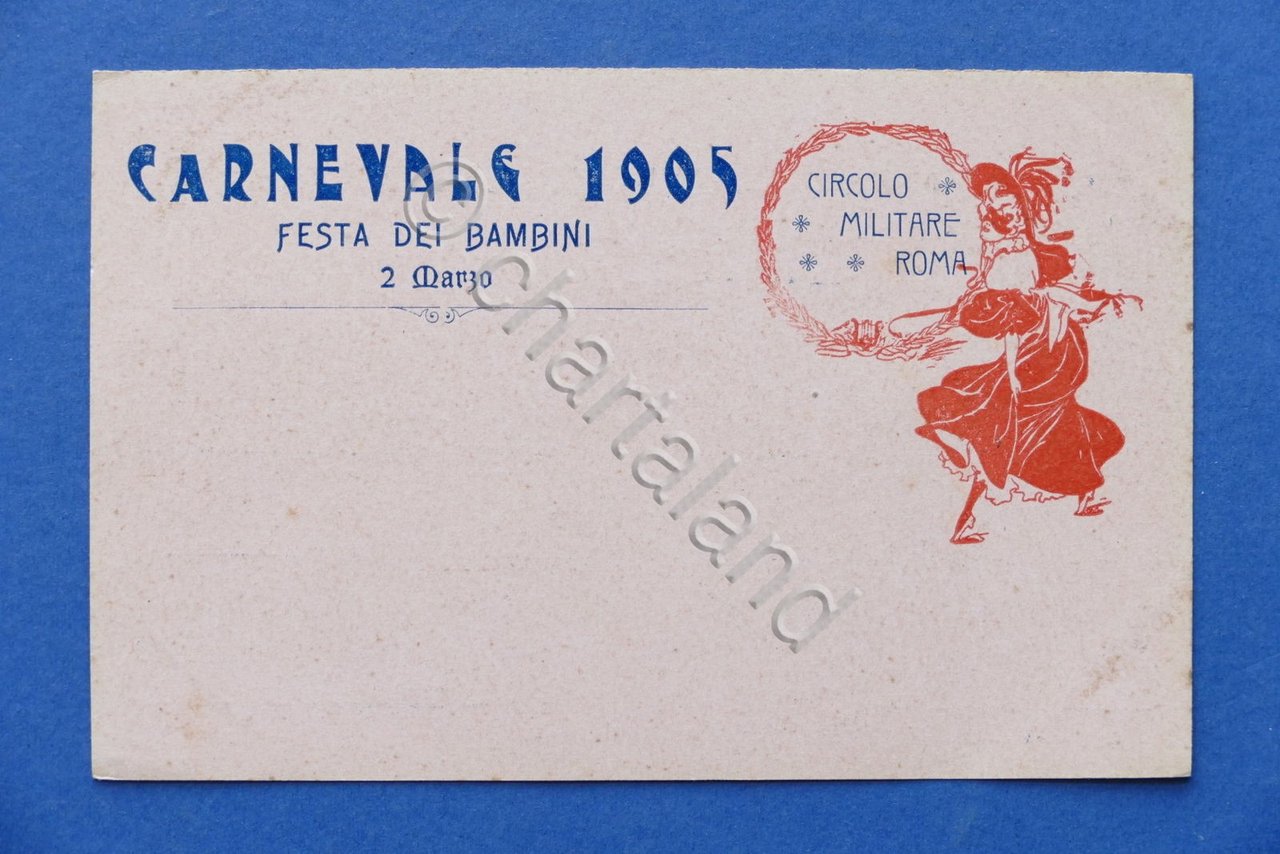 CARNEVALE 1905
FESTA DEI BAMBINI
2 Marzo
CIRCOLO
MILITARE
ROMA
© chartaland